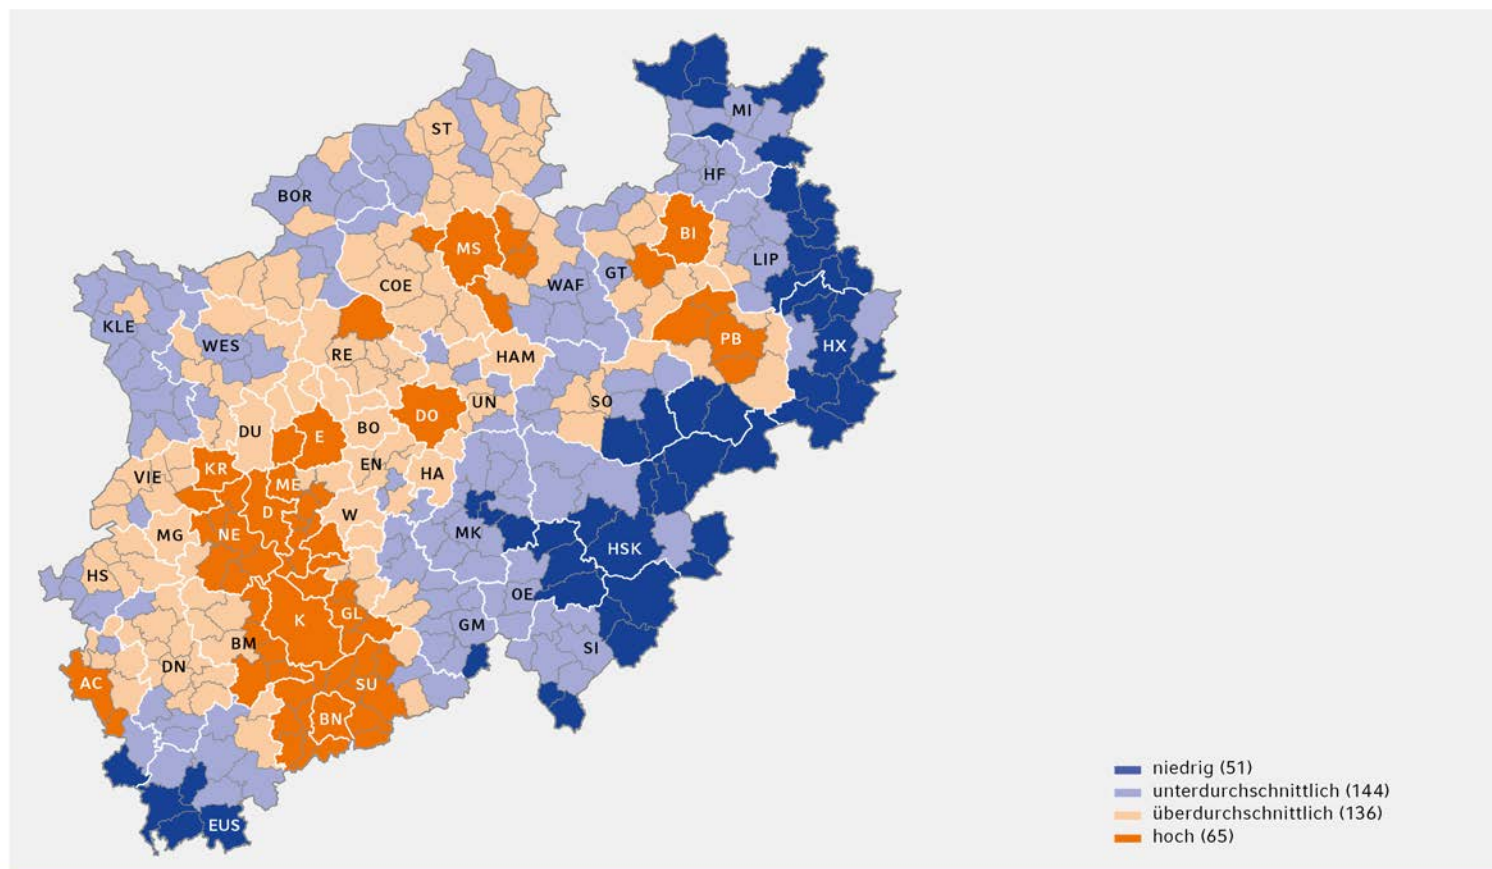 MI
ST
HF
BOR
BI
MS
LIP
GT
COE
WAF
KLE
PB
WES
HX
RE
HAM
UN
SO
DO
BO
DU
E
EN
KR
HA
VIE
ME
D
W
MG
NE
MK
HSK
HS
OE
GL
K
GM
BM
SI
DN
AC
SU
BN
EUS
niedrig (51)
unterdurchschnittlich (144)
überdurchschnittlich (136)
hoch (65)